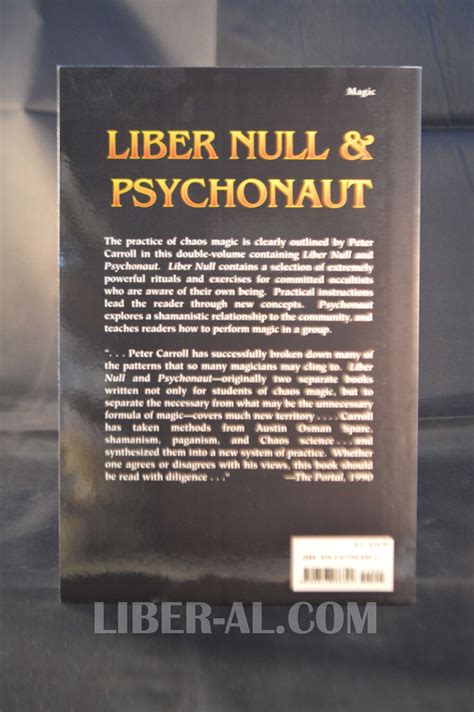 Magic
LIBER NULL &
PSYCHONAUT
The practice of chaos magic is clearly outlined by Peter
Carroll in this double-volume containing Liber Null and
Psychonaut. Liber Null contains a selection of extremely
powerful rituals and exercises for committed occultists
who are aware of their own being. Practical instructions
lead the reader through new concepts. Psychonaut
explores a shamanistic relationship to the community, and
teaches readers how to perform magic in a group.
“. . . Peter Carroll has successfully broken down many of
the patterns that so many magicians may cling to. Liber
Null and Psychonaut—originally two separate books
written not only for students of chaos magic, but to
separate the necessary from what may be the unnecessary
formula of magic—covers much new territory . . . . Carroll
has taken methods from Austin Osman Spare,
shamanism, paganism, and Chaos science . . . and
synthesized them into a new system of practice. Whether
one agrees or disagrees with his views, this book should
be read with diligence . . .” —The Portal, 1990
LIBER-AL.COM